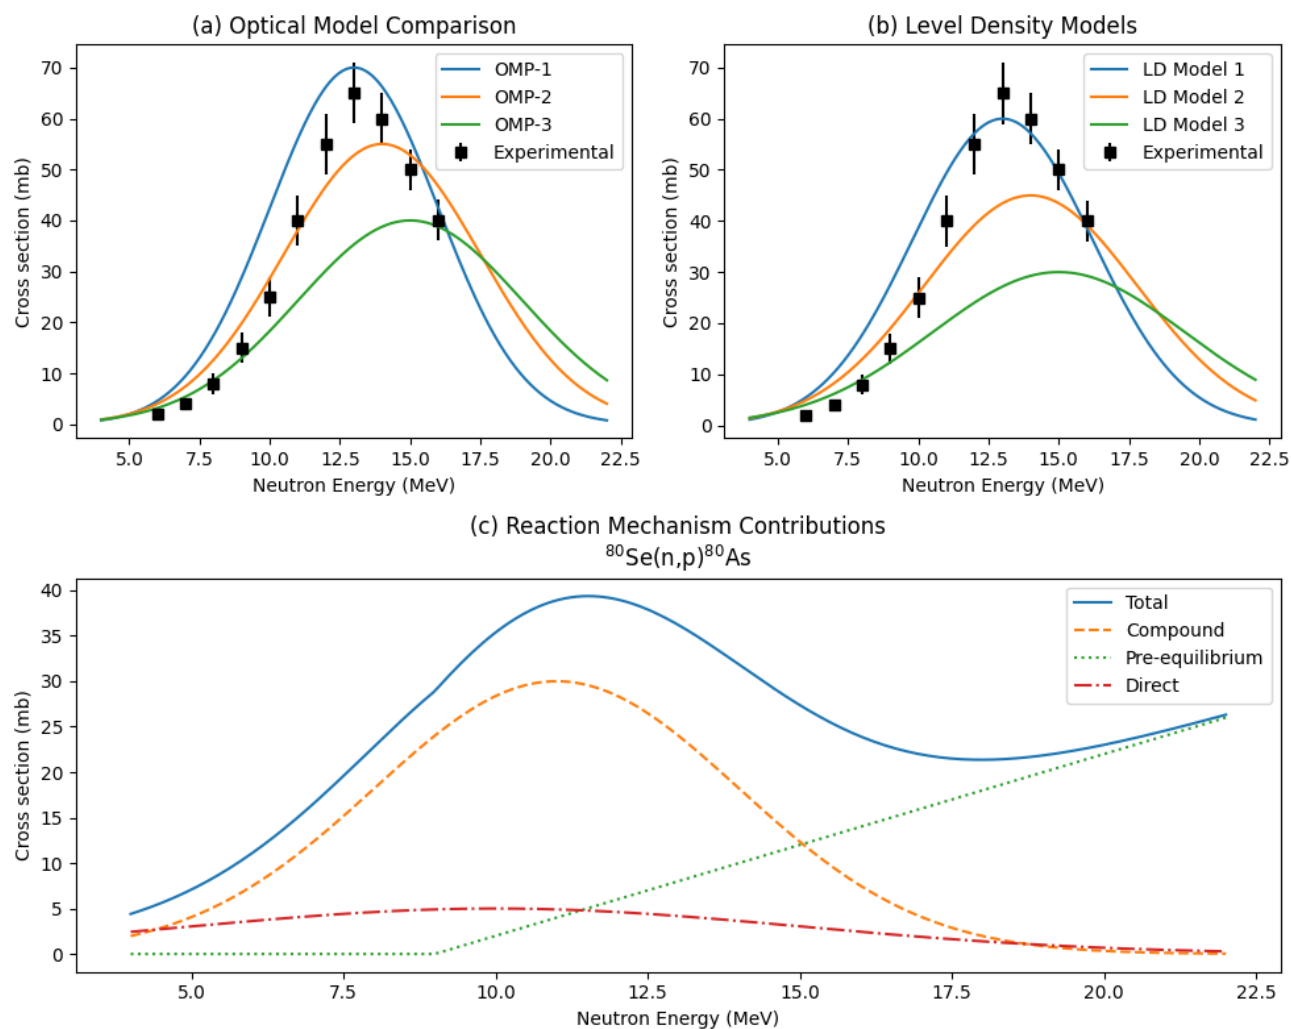 (a) Optical Model Comparison
70
60
50
40
30
20
10
0
Cross section (mb)
OMP-1
OMP-2
OMP-3
Experimental
5.0 7.5 10.0 12.5 15.0 17.5 20.0 22.5
Neutron Energy (MeV)
(b) Level Density Models
70
60
50
40
30
20
10
0
Cross section (mb)
LD Model 1
LD Model 2
LD Model 3
Experimental
5.0 7.5 10.0 12.5 15.0 17.5 20.0 22.5
Neutron Energy (MeV)
(c) Reaction Mechanism Contributions
⁸⁰Se(n,p)⁸⁰As
40
35
30
25
20
15
10
5
0
Cross section (mb)
Total
Compound
Pre-equilibrium
Direct
5.0 7.5 10.0 12.5 15.0 17.5 20.0 22.5
Neutron Energy (MeV)